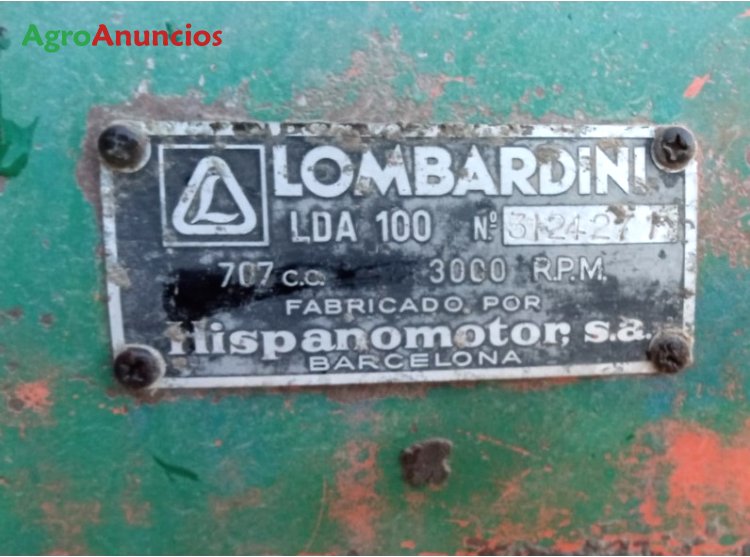 AgroAnuncios
LOMBARDINI
LDA 100 Nº 312427
707 c.c. 3000 R.P.M.
FABRICADO POR
Hispanomotor, s.a.
BARCELONA